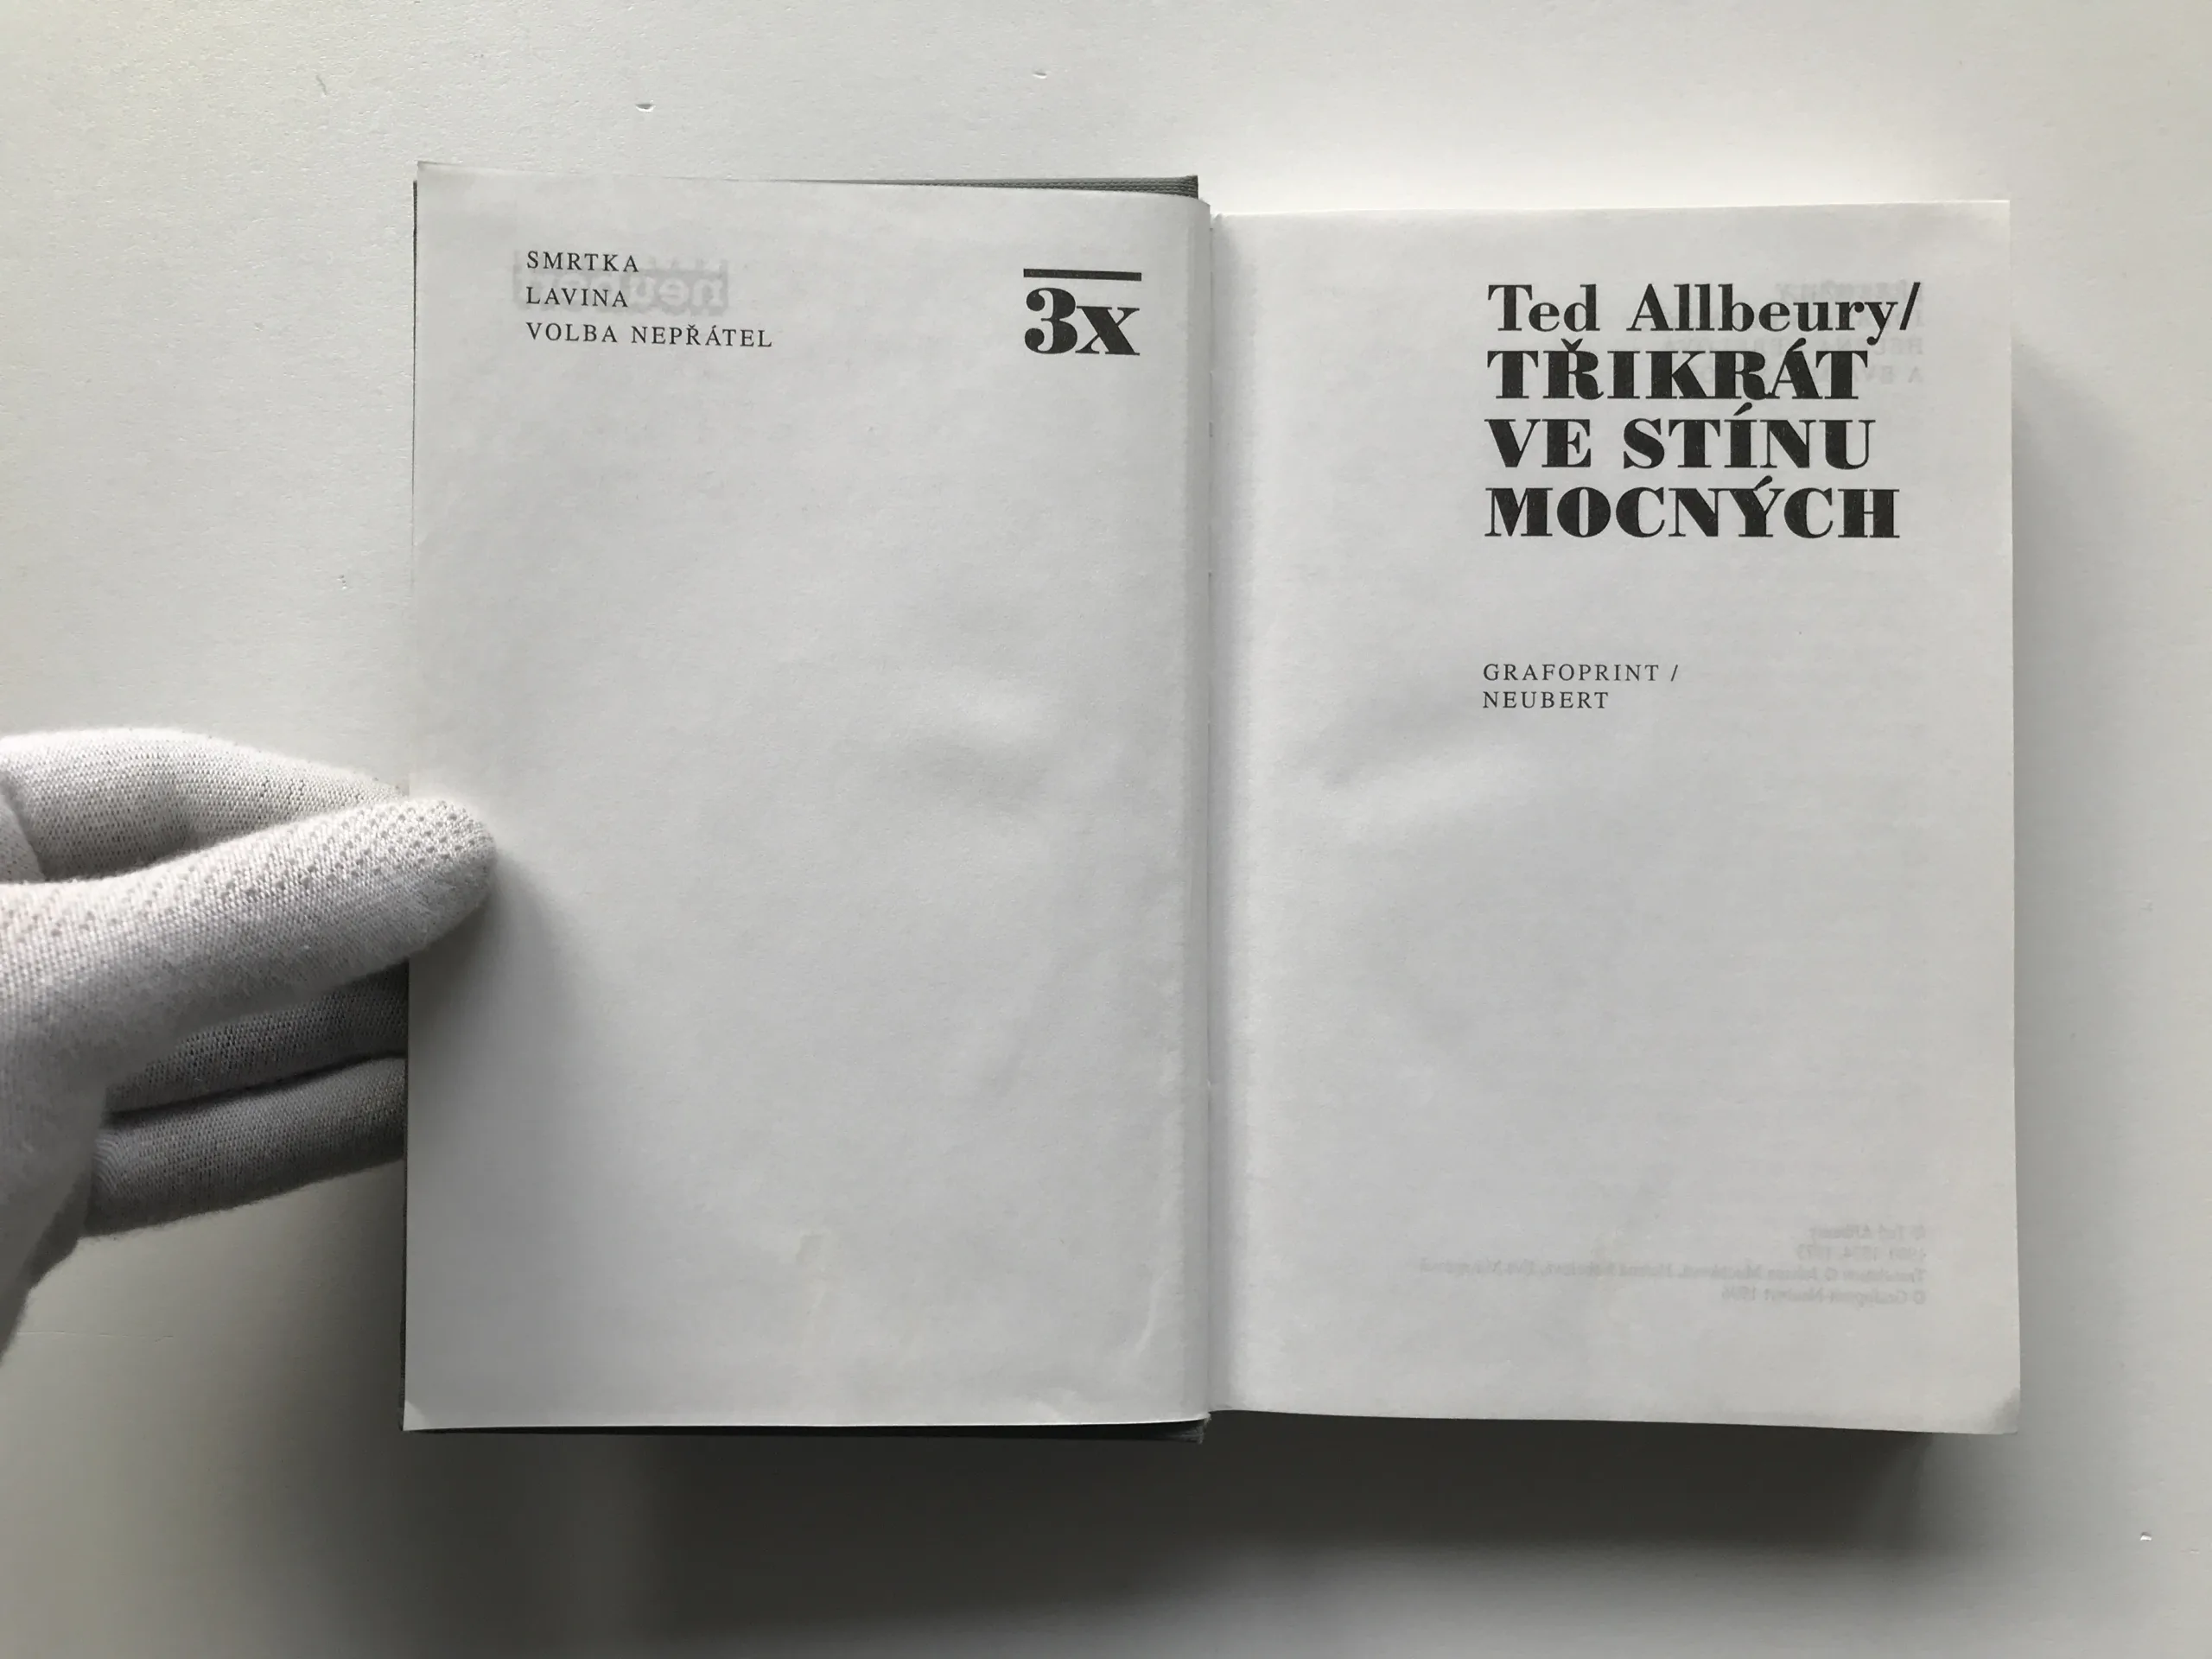 SMRTKA
LAVINA
VOLBA NEPŘÁTEL
3x
Ted Allbeury/
TŘIKRÁT
VE STÍNU
MOCNÝCH
GRAFOPRINT /
NEUBERT